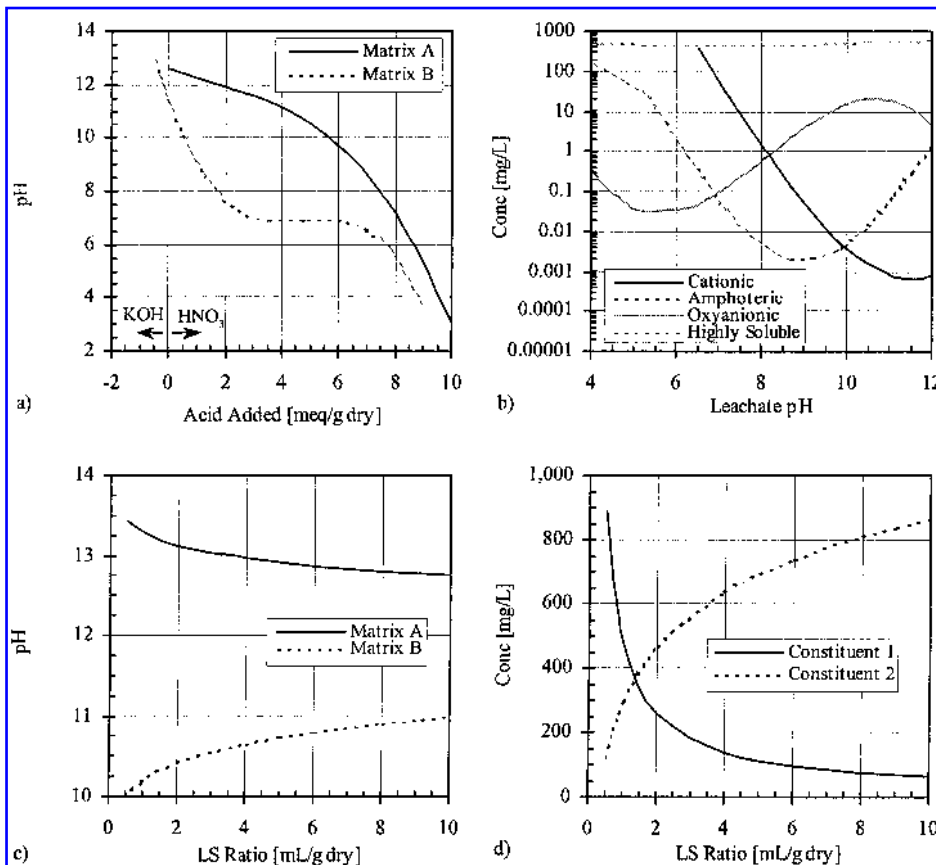 14
12
10
8
6
4
2
pH
Matrix A
Matrix B
KOH HNO3
-2 0 2 4 6 8 10
a)
Acid Added [meq/g dry]
1000
100
10
1
0.1
0.01
0.001
0.0001
0.00001
Conc [mg/L]
Cationic
Amphoteric
Oxyanionic
Highly Soluble
4 6 8 10 12
b)
Leachate pH
14
13
12
11
10
pH
Matrix A
Matrix B
0 2 4 6 8 10
c)
LS Ratio [mL/g dry]
1,000
800
600
400
200
0
Conc [mg/L]
Constituent 1
Constituent 2
0 2 4 6 8 10
d)
LS Ratio [mL/g dry]